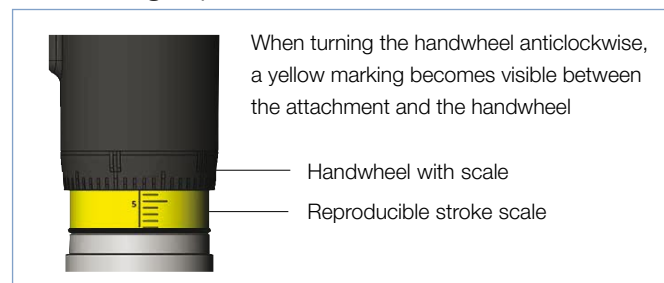 When turning the handwheel anticlockwise,
a yellow marking becomes visible between
the attachment and the handwheel
Handwheel with scale
5
Reproducible stroke scale